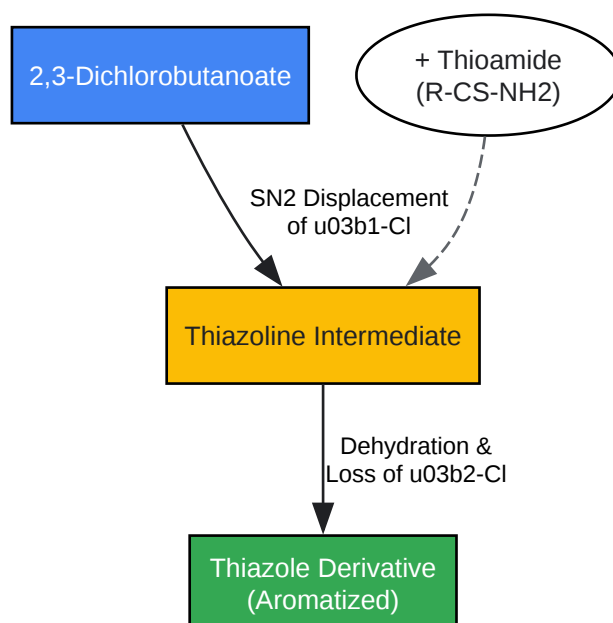 2,3-Dichlorobutanoate
+ Thioamide
(R-CS-NH2)
SN2 Displacement
of u03b1-Cl
Thiazoline Intermediate
Dehydration &
Loss of u03b2-Cl
Thiazole Derivative
(Aromatized)